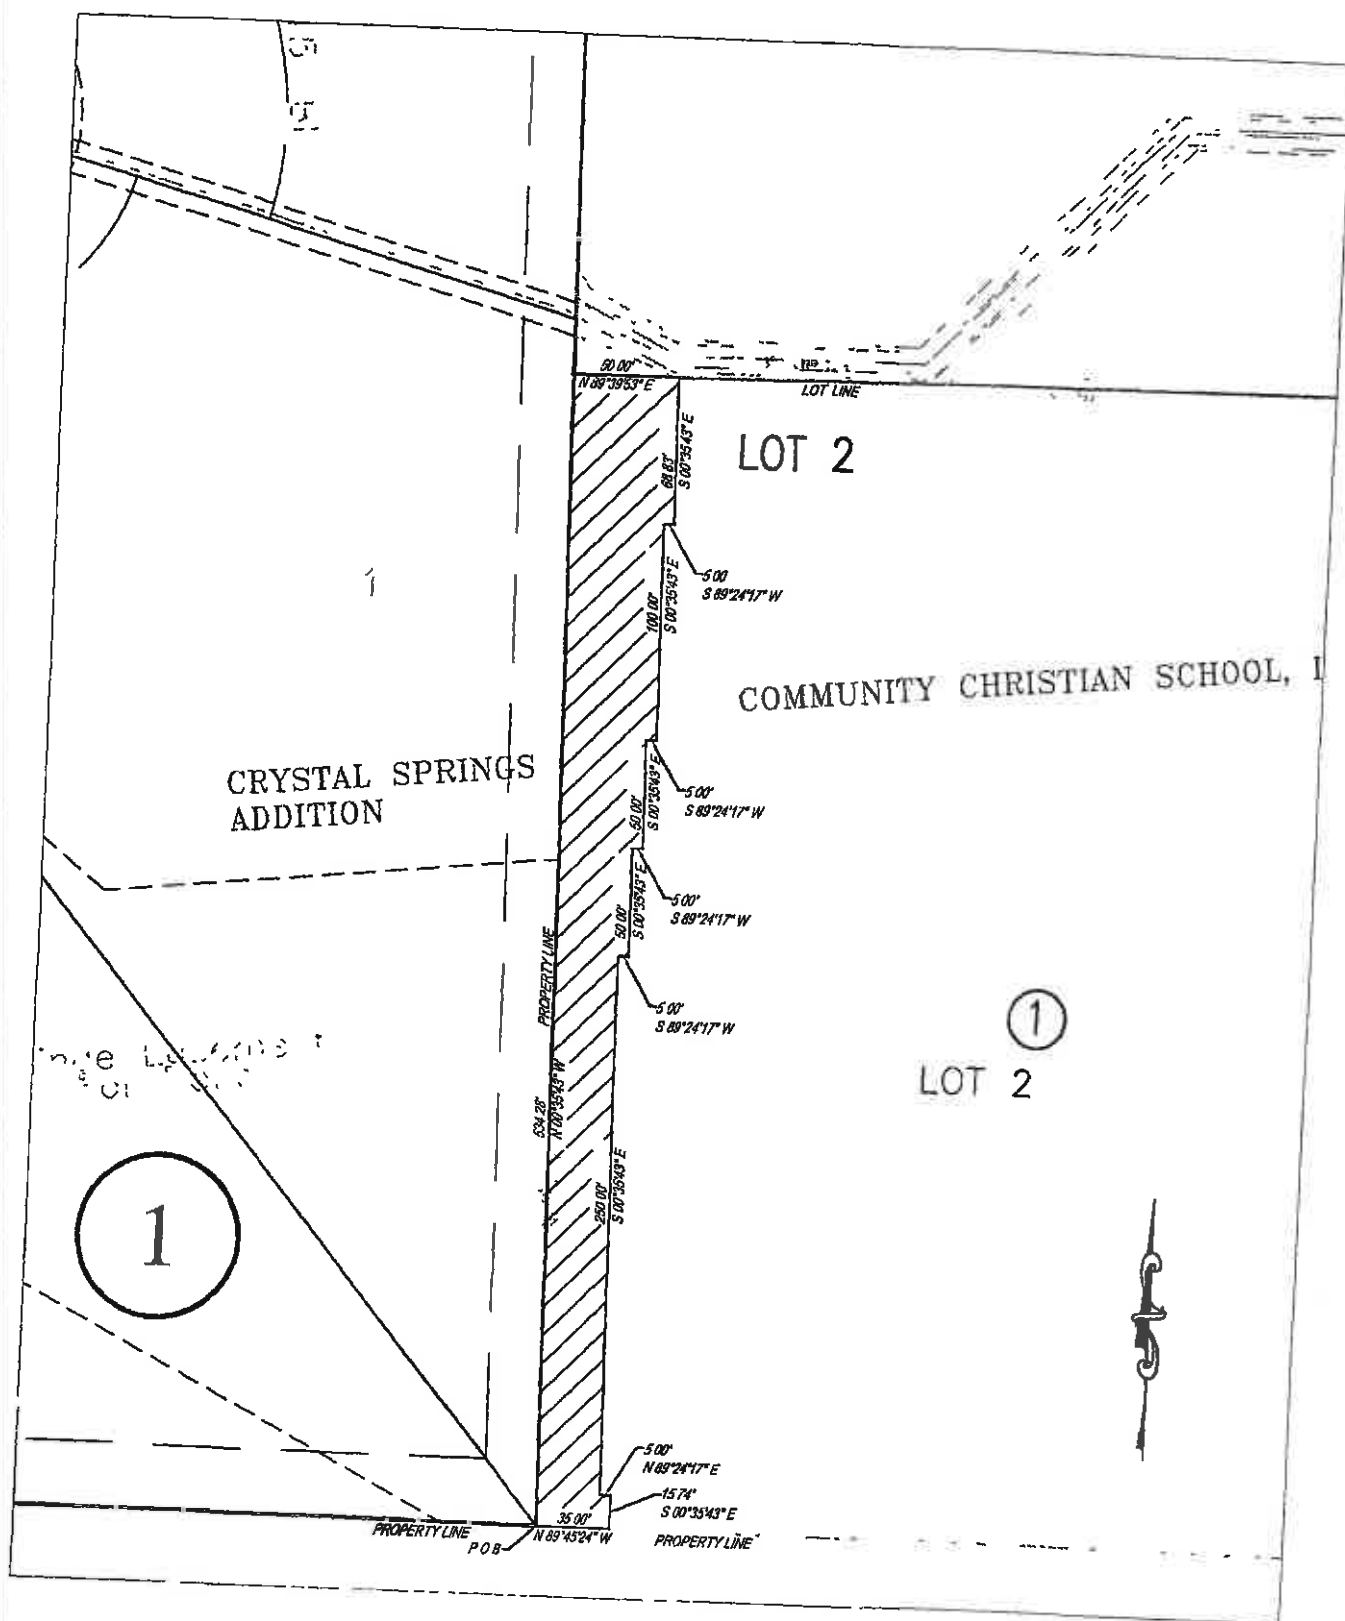 50 00'
N 89°39'53" E
LOT LINE
68 83'
S 00°35'43" E
LOT 2
5 00
S 89°24'17" W
100 00'
S 00°35'43" E
1
COMMUNITY CHRISTIAN SCHOOL, I
CRYSTAL SPRINGS
ADDITION
5 00'
S 89°24'17" W
50 00'
S 00°35'43" E
5 00'
S 89°24'17" W
50 00'
S 00°35'43" E
5 00'
S 89°24'17" W
PROPERTY LINE
1
LOT 2
634 28'
N 00°35'43" W
250 00'
S 00°35'43" E
1
5 00'
N 89°24'17" E
15 74'
S 00°35'43" E
35 00'
N 89°45'24" W
PROPERTY LINE
P O B
PROPERTY LINE